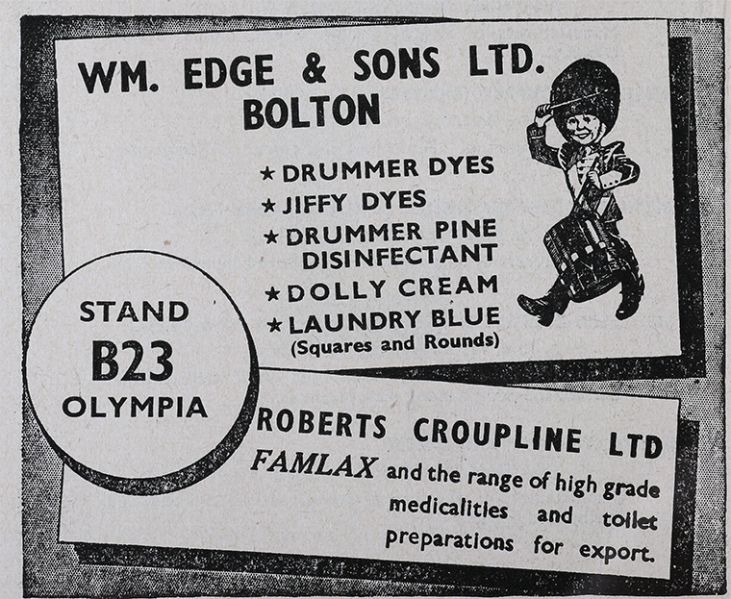 WM. EDGE & SONS LTD.
BOLTON
★ DRUMMER DYES
★ JIFFY DYES
★ DRUMMER PINE
DISINFECTANT
★ DOLLY CREAM
★ LAUNDRY BLUE
(Squares and Rounds)
STAND
B23
OLYMPIA
ROBERTS CROUPLINE LTD
FAMLAX and the range of high grade
medicalities and toilet
preparations for export.